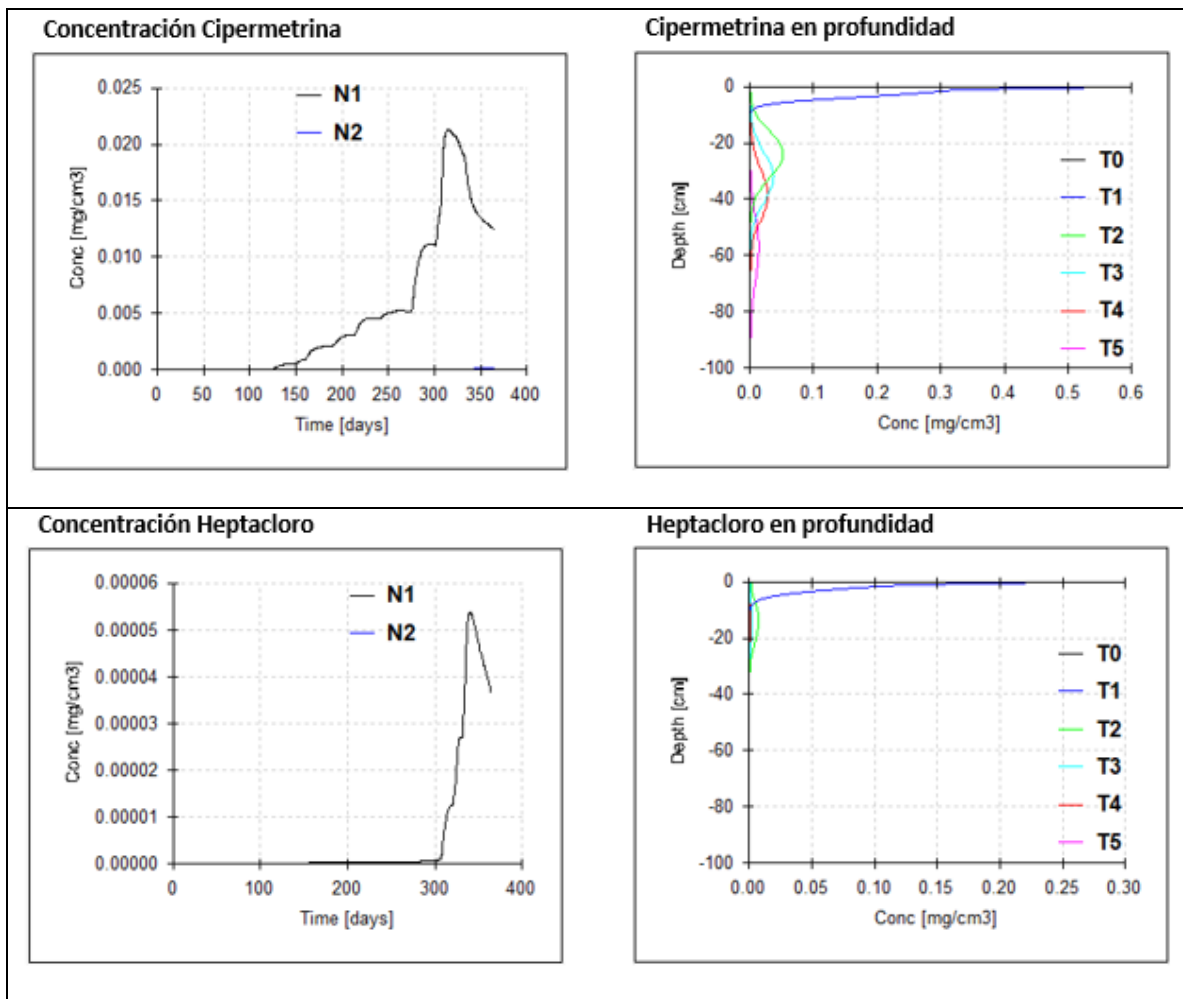 Concentración Cipermetrina
0.025
0.020
0.015
0.010
0.005
0.000
Conc [mg/cm3]
N1
N2
0 50 100 150 200 250 300 350 400
Time [days]
Cipermetrina en profundidad
0
-20
-40
-60
-80
-100
Depth [cm]
T0
T1
T2
T3
T4
T5
0.0 0.1 0.2 0.3 0.4 0.5 0.6
Conc [mg/cm3]
Concentración Heptacloro
0.00006
0.00005
0.00004
0.00003
0.00002
0.00001
0.00000
Conc [mg/cm3]
N1
N2
0 100 200 300 400
Time [days]
Heptacloro en profundidad
0
-20
-40
-60
-80
-100
Depth [cm]
T0
T1
T2
T3
T4
T5
0.00 0.05 0.10 0.15 0.20 0.25 0.30
Conc [mg/cm3]